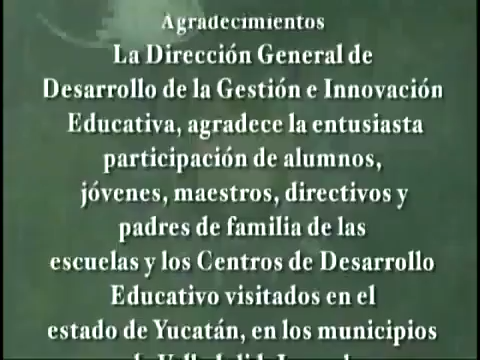 Agradecimientos
La Dirección General de
Desarrollo de la Gestión e Innovación
Educativa, agradece la entusiasta
participación de alumnos,
jóvenes, maestros, directivos y
padres de familia de las
escuelas y los Centros de Desarrollo
Educativo visitados en el
estado de Yucatán, en los municipios